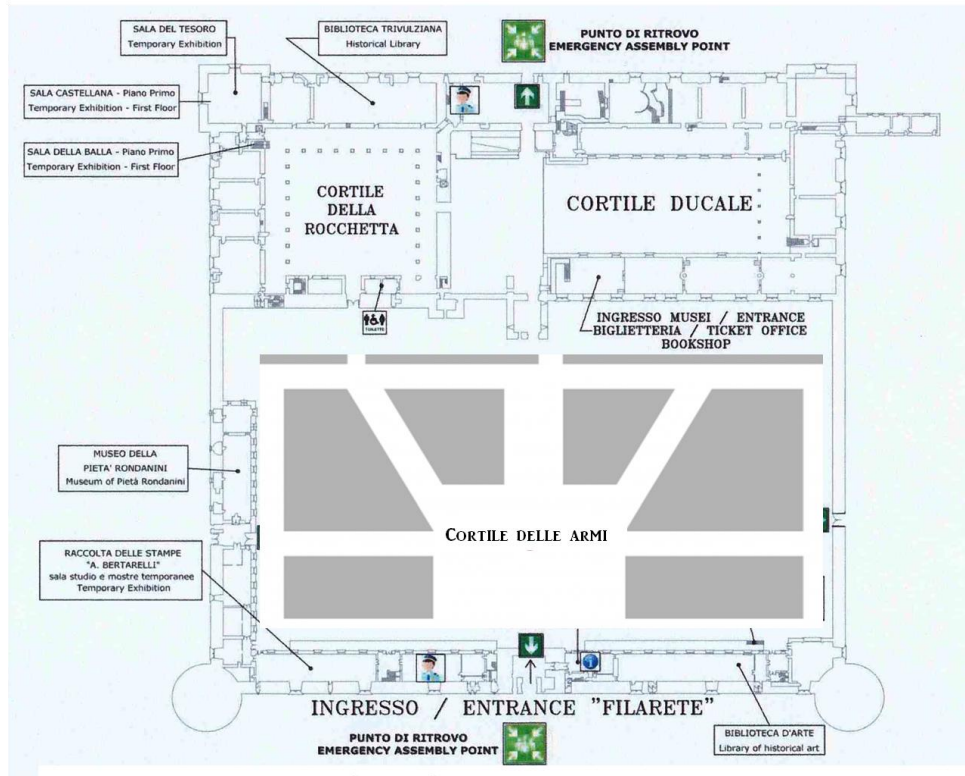 SALA DEL TESORO
Temporary Exhibition
BIBLIOTECA TRIVULZIANA
Historical Library
PUNTO DI RITROVO
EMERGENCY ASSEMBLY POINT
SALA CASTELLANA - Piano Primo
Temporary Exhibition - First Floor
SALA DELLA BALLA - Piano Primo
Temporary Exhibition - First Floor
CORTILE
DELLA
ROCCHETTA
CORTILE DUCALE
TOILETTE
INGRESSO MUSEI / ENTRANCE
BIGLIETTERIA / TICKET OFFICE
BOOKSHOP
MUSEO DELLA
PIETA' RONDANINI
Museum of Pietà Rondanini
CORTILE DELLE ARMI
RACCOLTA DELLE STAMPE
"A. BERTARELLI"
sala studio e mostre temporanee
Temporary Exhibition
i
INGRESSO / ENTRANCE "FILARETE"
PUNTO DI RITROVO
EMERGENCY ASSEMBLY POINT
BIBLIOTECA D'ARTE
Library of historical art